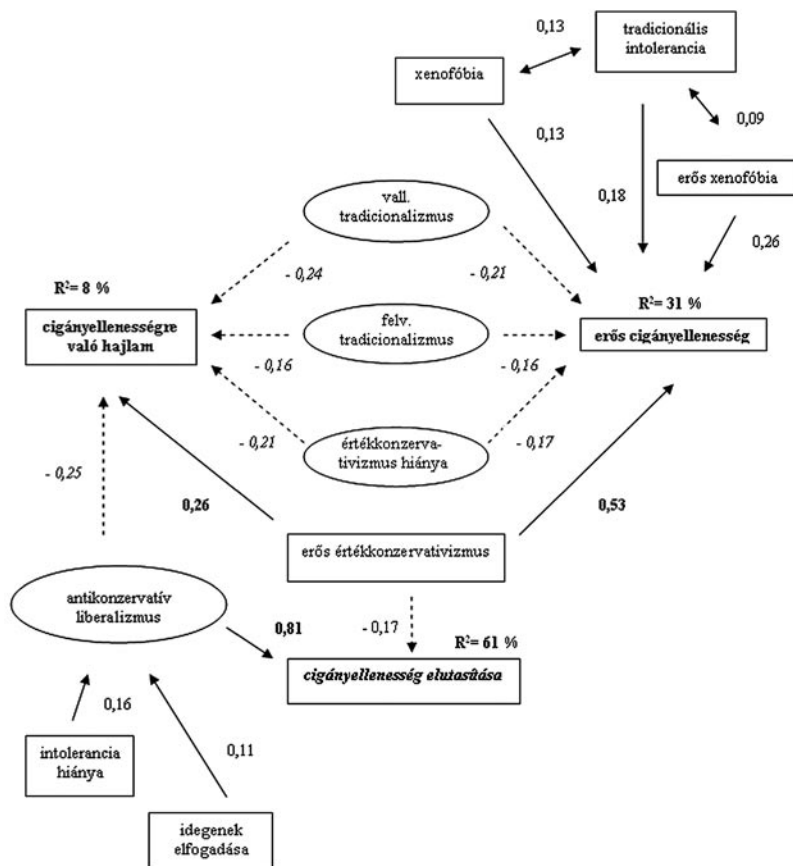 0,13
tradicionális
intolerancia
xenofóbia
0,13
0,09
vall.
tradicionalizmus
0,18
erős xenofóbia
- 0,24
- 0,21
0,26
R²= 8 %
R²= 31 %
cigányellenességre
való hajlam
felv.
tradicionalizmus
erős cigányellenesség
- 0,16
- 0,16
- 0,21
értékkonzerva-
tivizmus hiánya
- 0,17
- 0,25
0,26
0,53
erős értékkonzervativizmus
antikonzervatív
liberalizmus
0,81
- 0,17
R²= 61 %
cigányellenesség elutasítása
0,16
intolerancia
hiánya
0,11
idegenek
elfogadása